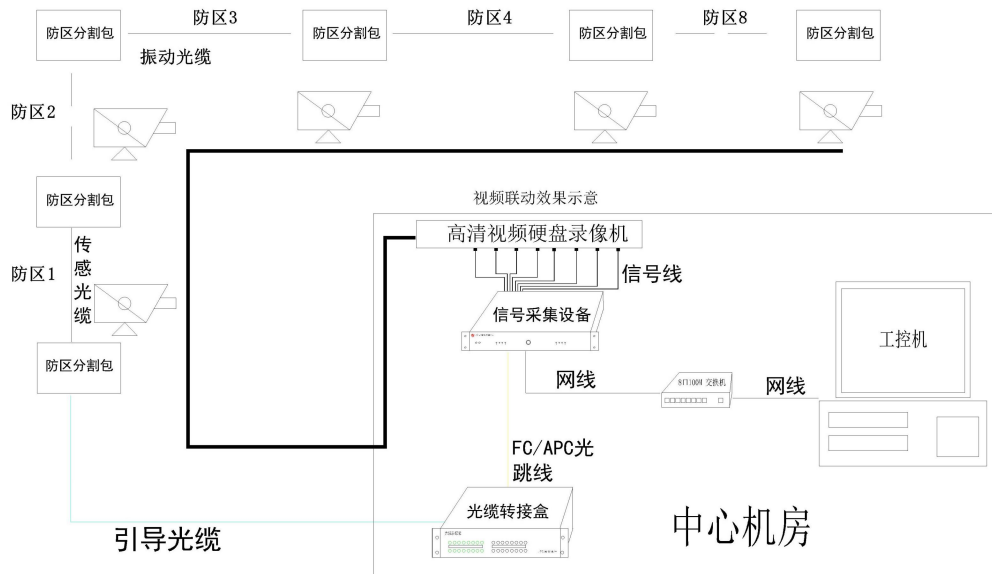 防区3
防区4
防区8
防区分割包
防区分割包
防区分割包
防区分割包
振动光缆
防区2
防区分割包
视频联动效果示意
高清视频硬盘录像机
传感光缆
防区1
信号线
信号采集设备
工控机
防区分割包
网线
交换机
网线
FC/APC光
跳线
光缆转接盒
引导光缆
中心机房